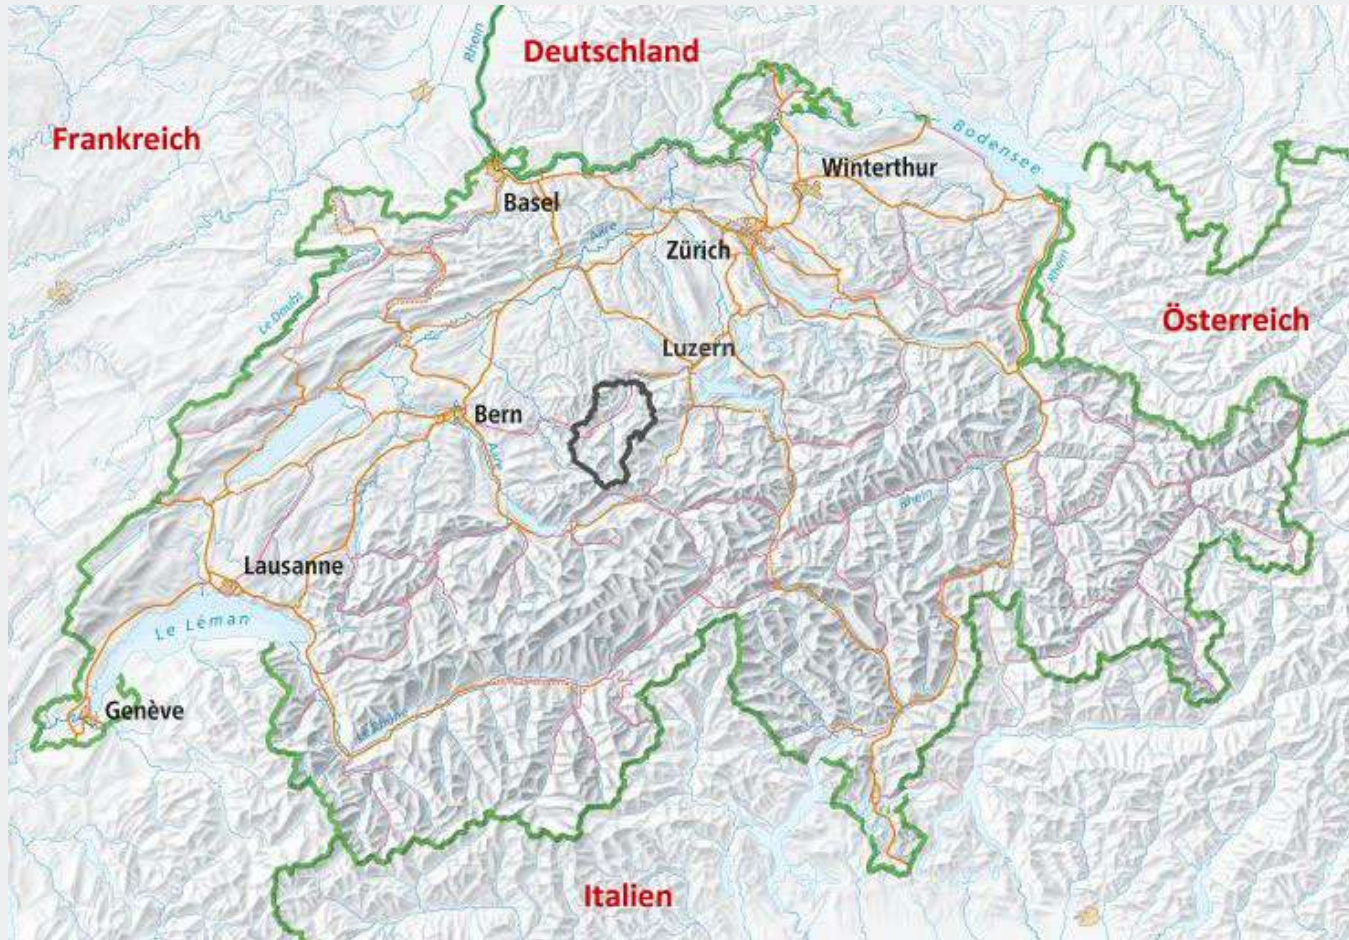 Deutschland
Rhein
Frankreich
Bodensee
Winterthur
Basel
Aare
Zürich
Rhein
Le Doubs
Österreich
Luzern
Bern
Aare
Rhein
Lausanne
Le Léman
Genève
Le Rhône
Italien